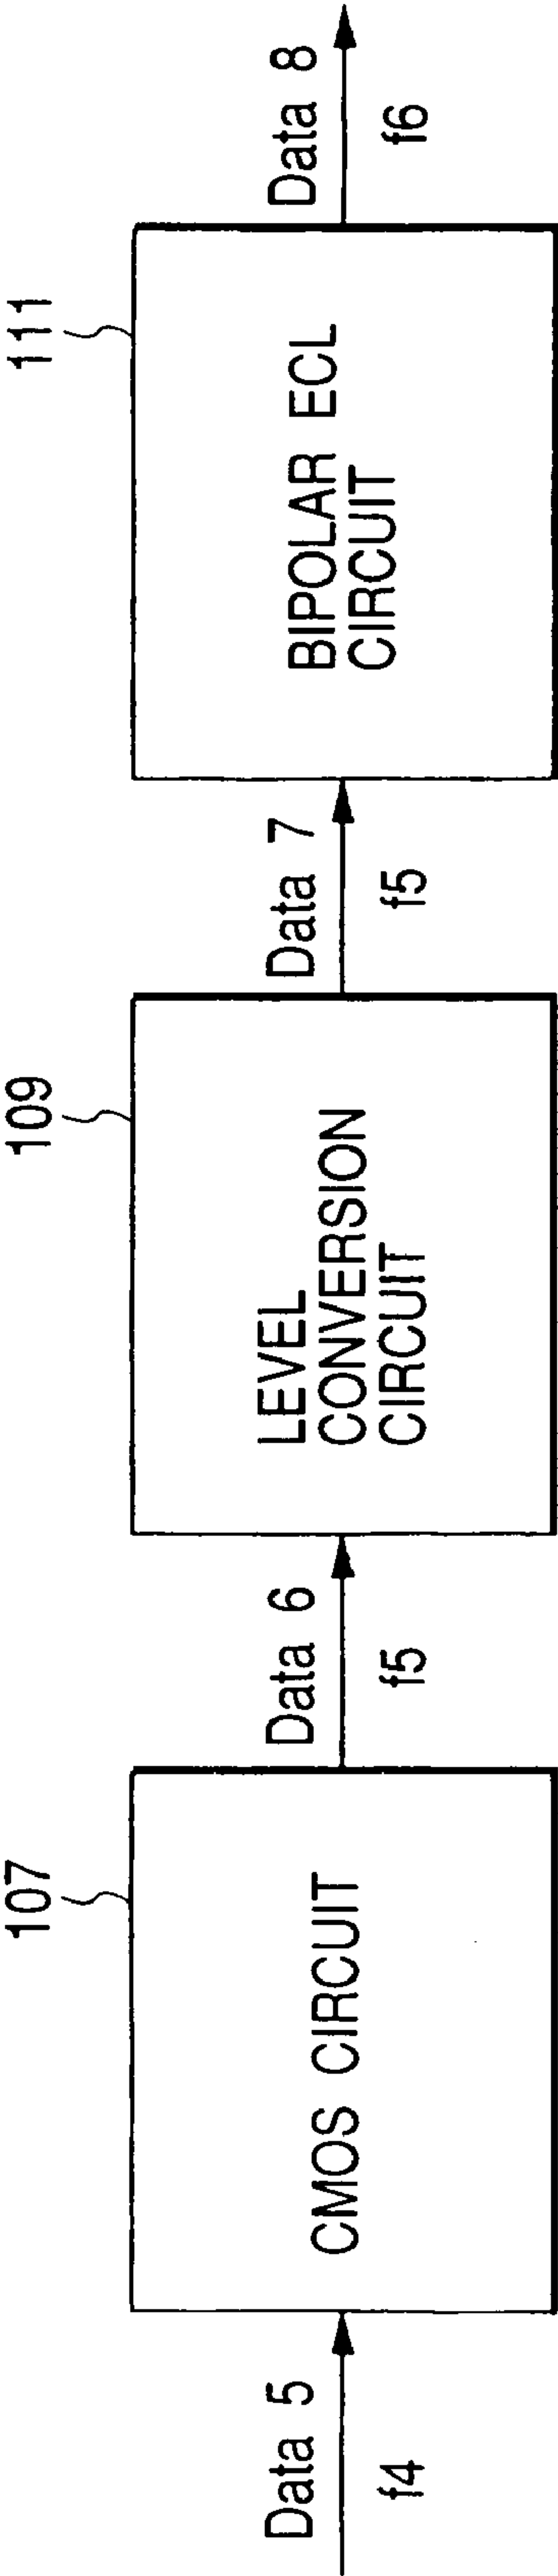 107
109
111
Data 5
f4
CMOS CIRCUIT
Data 6
f5
LEVEL
CONVERSION
CIRCUIT
Data 7
f5
BIPOLAR ECL
CIRCUIT
Data 8
f6